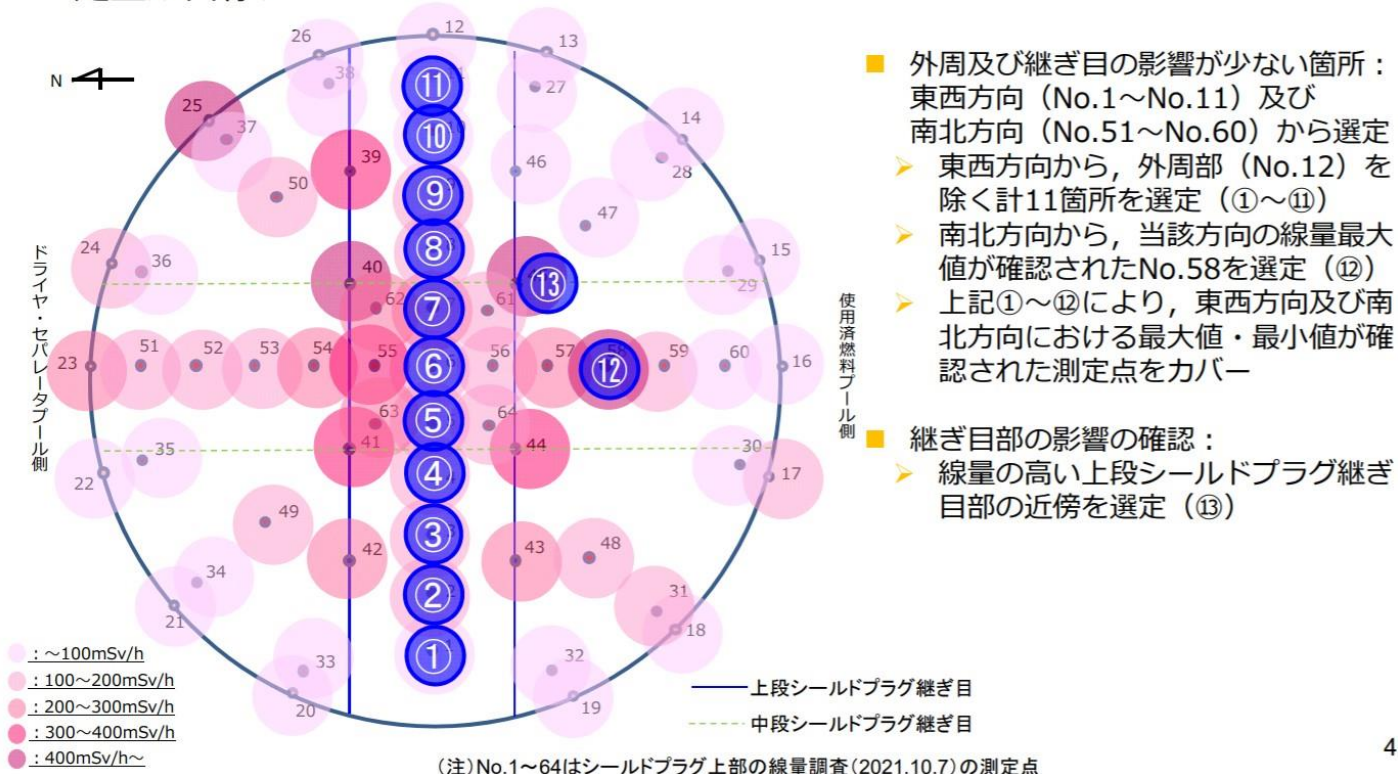 12
26
13
N
38
⑪
27
25
37
⑩
14
28
39
46
50
⑨
47
24
36
⑧
15
29
40
⑬
62
⑦
61
ドライヤ・セパレータプール側
使用済燃料プール側
23
51
52
53
54
55
⑥
56
57
58
⑫
59
60
16
63
⑤
64
41
44
35
22
④
30
17
49
③
42
43
48
34
21
②
31
18
33
①
32
20
19
:~100mSv/h
:100~200mSv/h
:200~300mSv/h
:300~400mSv/h
:400mSv/h~
上段シールドプラグ継ぎ目
中段シールドプラグ継ぎ目
(注)No.1~64はシールドプラグ上部の線量調査(2021.10.7)の測定点
外周及び継ぎ目の影響が少ない箇所:
東西方向(No.1~No.11)及び
南北方向(No.51~No.60)から選定
東西方向から,外周部(No.12)を
除く計11箇所を選定(①~⑪)
南北方向から,当該方向の線量最大
値が確認されたNo.58を選定(⑫)
上記①~⑫により,東西方向及び南
北方向における最大値・最小値が確
認された測定点をカバー
継ぎ目部の影響の確認:
線量の高い上段シールドプラグ継ぎ
目部の近傍を選定(⑬)
4